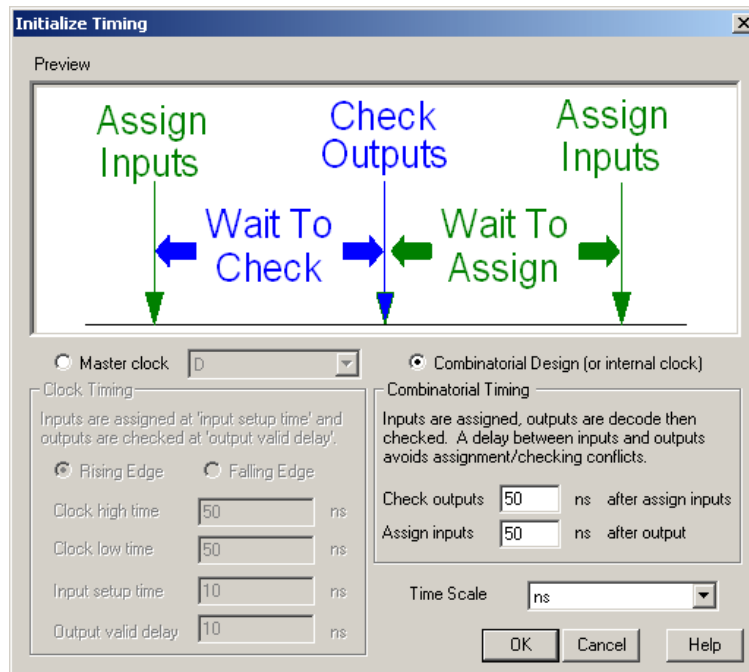 Initialize Timing
Preview
Assign
Inputs
Check
Outputs
Assign
Inputs
Wait To
Check
Wait To
Assign
Master clock
D
Combinatorial Design (or internal clock)
Clock Timing
Inputs are assigned at 'input setup time' and
outputs are checked at 'output valid delay'.
Rising Edge
Falling Edge
Clock high time 50 ns
Clock low time 50 ns
Input setup time 10 ns
Output valid delay 10 ns
Combinatorial Timing
Inputs are assigned, outputs are decode then
checked. A delay between inputs and outputs
avoids assignment/checking conflicts.
Check outputs 50 ns after assign inputs
Assign inputs 50 ns after output
Time Scale ns
OK Cancel Help